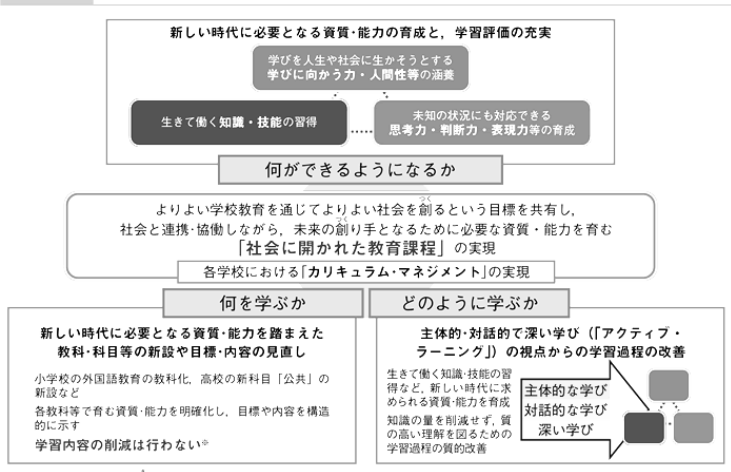 新しい時代に必要となる資質・能力の育成と，学習評価の充実
学びを人生や社会に生かそうとする
学びに向かう力・人間性等の涵養
生きて働く知識・技能の習得
未知の状況にも対応できる
思考力・判断力・表現力等の育成
何ができるようになるか
よりよい学校教育を通じてよりよい社会を創るという目標を共有し，
社会と連携・協働しながら，未来の創り手となるために必要な資質・能力を育む
「社会に開かれた教育課程」の実現
各学校における「カリキュラム・マネジメント」の実現
何を学ぶか
新しい時代に必要となる資質・能力を踏まえた
教科・科目等の新設や目標・内容の見直し
小学校の外国語教育の教科化，高校の新科目「公共」の
新設など
各教科等で育む資質・能力を明確化し，目標や内容を構造
的に示す
学習内容の削減は行わない※
どのように学ぶか
主体的・対話的で深い学び（「アクティブ・
ラーニング」）の視点からの学習過程の改善
生きて働く知識・技能の習
得など，新しい時代に求
められる資質・能力を育成
知識の量を削減せず，質
の高い理解を図るための
学習過程の質的改善
主体的な学び
対話的な学び
深い学び